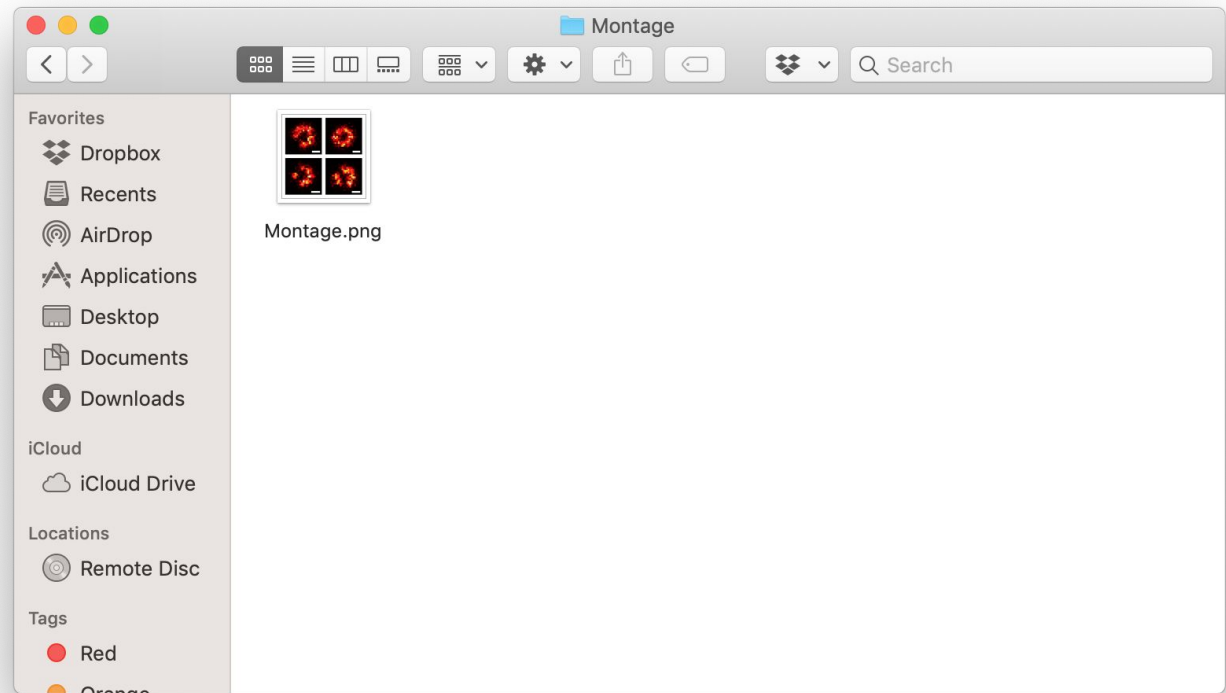 Montage
Search
Favorites
Dropbox
Recents
AirDrop
Applications
Desktop
Documents
Downloads
iCloud
iCloud Drive
Locations
Remote Disc
Tags
Red
Orange
Montage.png